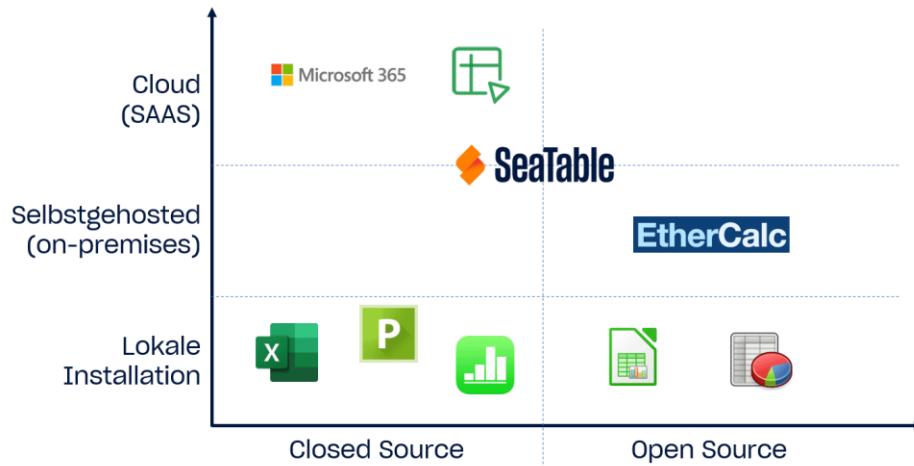 Cloud
(SAAS)
Microsoft 365
SeaTable
Selbstgehosted
(on-premises)
EtherCalc
Lokale
Installation
X
P
Closed Source
Open Source